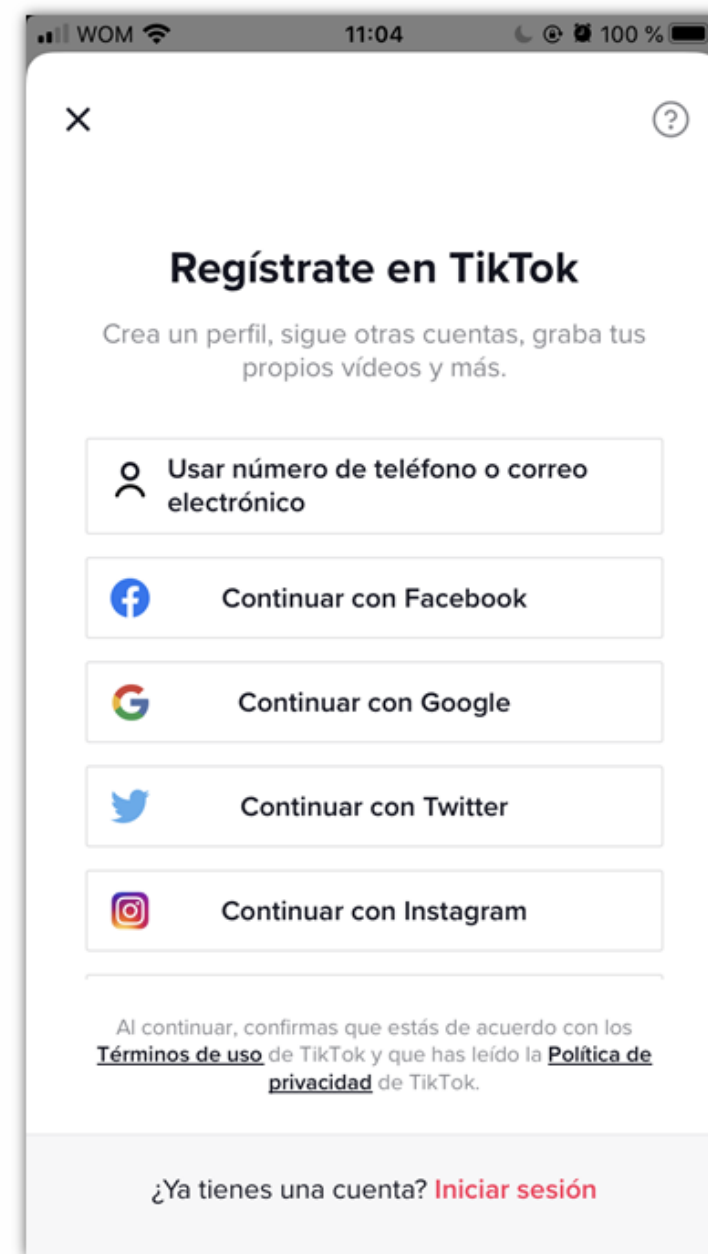 WOM 11:04 100 %
Regístrate en TikTok
Crea un perfil, sigue otras cuentas, graba tus
propios vídeos y más.
Usar número de teléfono o correo
electrónico
Continuar con Facebook
Continuar con Google
Continuar con Twitter
Continuar con Instagram
Al continuar, confirmas que estás de acuerdo con los
Términos de uso de TikTok y que has leído la Política de
privacidad de TikTok.
¿Ya tienes una cuenta? Iniciar sesión